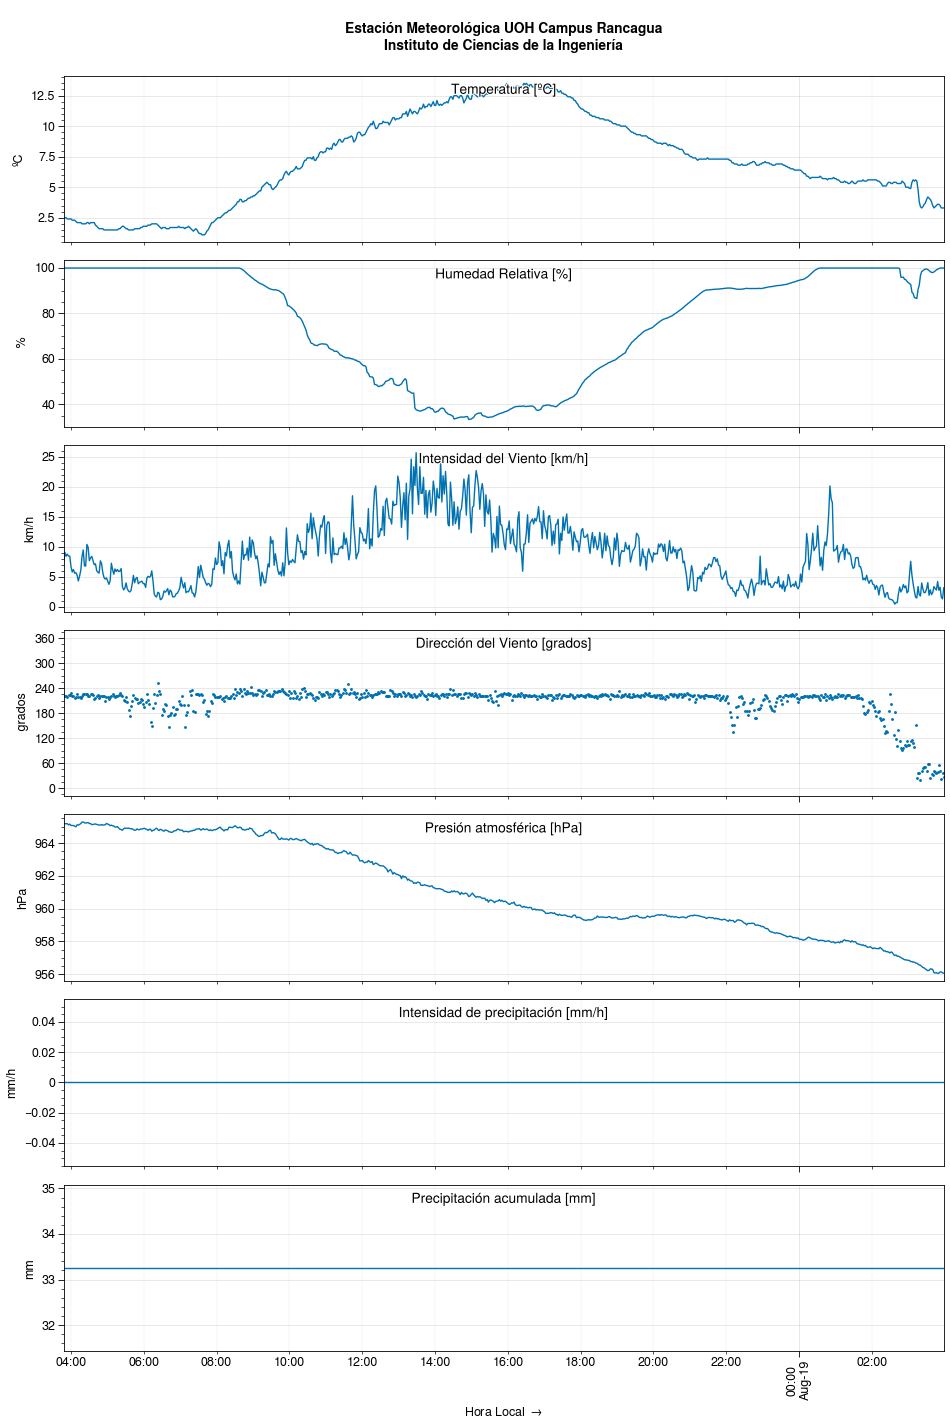 Estación Meteorológica UOH Campus Rancagua
Instituto de Ciencias de la Ingeniería
Temperatura [ºC]
12.5
10
7.5
5
2.5
ºC
Humedad Relativa [%]
100
80
60
40
%
Intensidad del Viento [km/h]
25
20
15
10
5
0
km/h
Dirección del Viento [grados]
360
300
240
180
120
60
0
grados
Presión atmosférica [hPa]
964
962
960
958
956
hPa
Intensidad de precipitación [mm/h]
0.04
0.02
0
−0.02
−0.04
mm/h
Precipitación acumulada [mm]
35
34
33
32
mm
04:00 06:00 08:00 10:00 12:00 14:00 16:00 18:00 20:00 22:00 00:00 02:00
Aug-19
Hora Local →